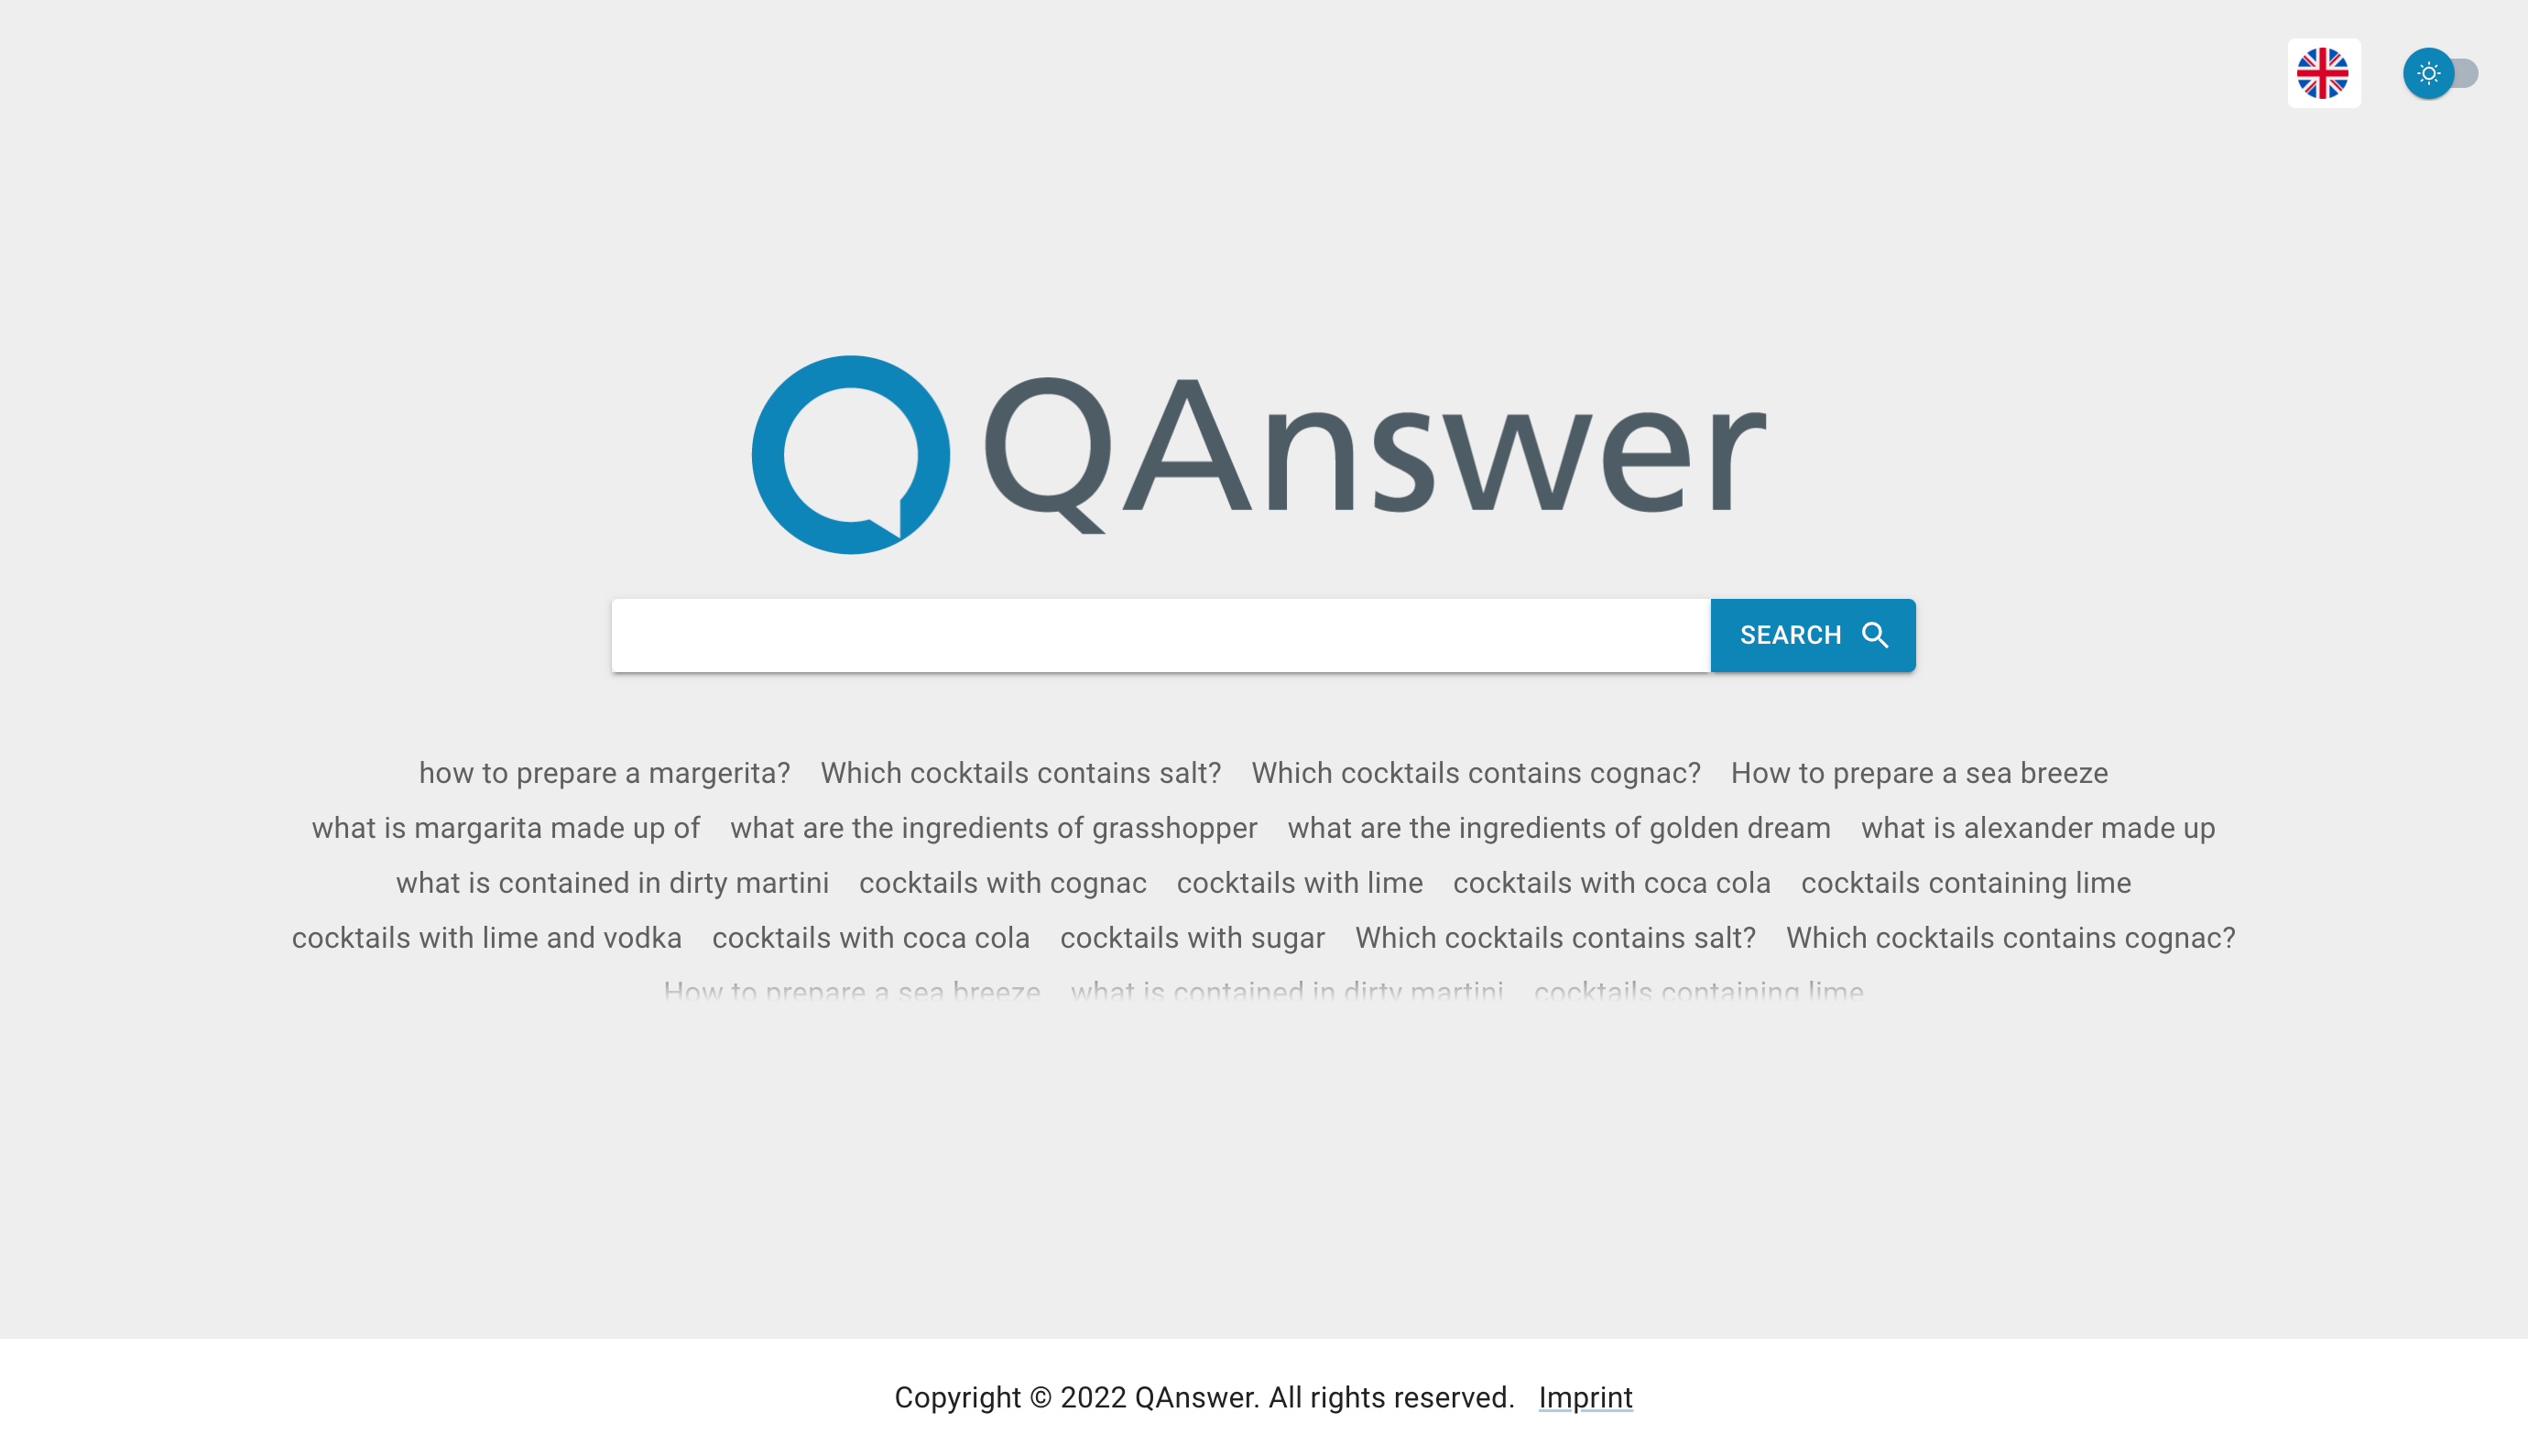 QAnswer
SEARCH
how to prepare a margerita? Which cocktails contains salt? Which cocktails contains cognac? How to prepare a sea breeze
what is margarita made up of what are the ingredients of grasshopper what are the ingredients of golden dream what is alexander made up
what is contained in dirty martini cocktails with cognac cocktails with lime cocktails with coca cola cocktails containing lime
cocktails with lime and vodka cocktails with coca cola cocktails with sugar Which cocktails contains salt? Which cocktails contains cognac?
How to prepare a sea breeze what is contained in dirty martini cocktails containing lime
Copyright © 2022 QAnswer. All rights reserved. Imprint